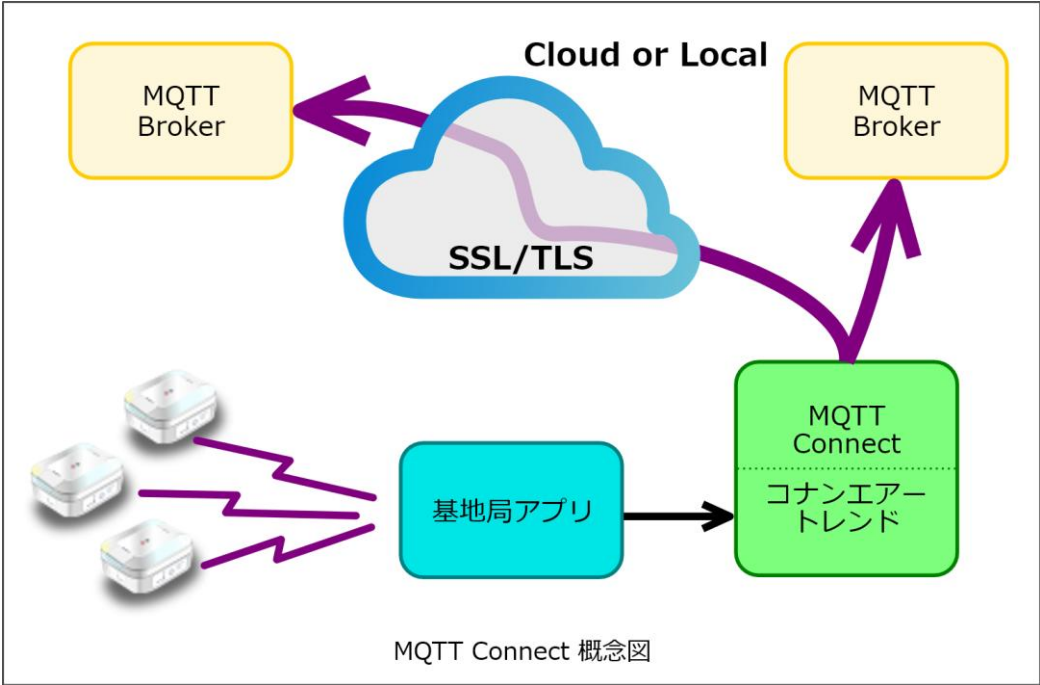 Cloud or Local
MQTT
Broker
MQTT
Broker
SSL/TLS
MQTT
Connect
コナンエアー
トレンド
基地局アプリ
MQTT Connect 概念図